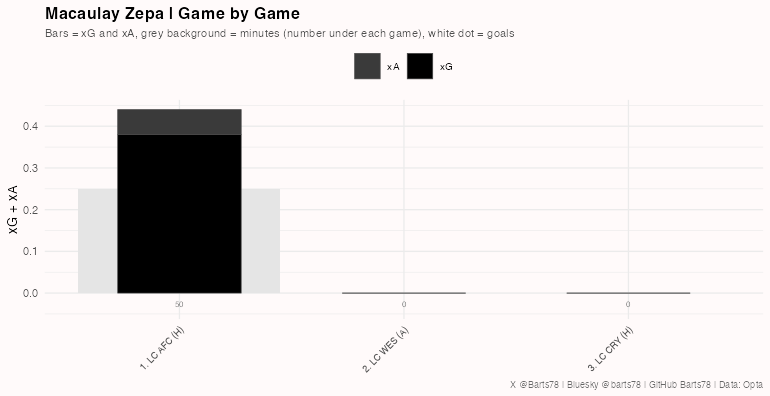 Macaulay Zepa | Game by Game
Bars = xG and xA, grey background = minutes (number under each game), white dot = goals
xA xG
xG + xA
0.4
0.3
0.2
0.1
0.0
50 0 0
1. LC AFC (H) 2. LC WES (A) 3. LC CRY (H)
X @Barts78 | Bluesky @barts78 | GitHub Barts78 | Data: Opta